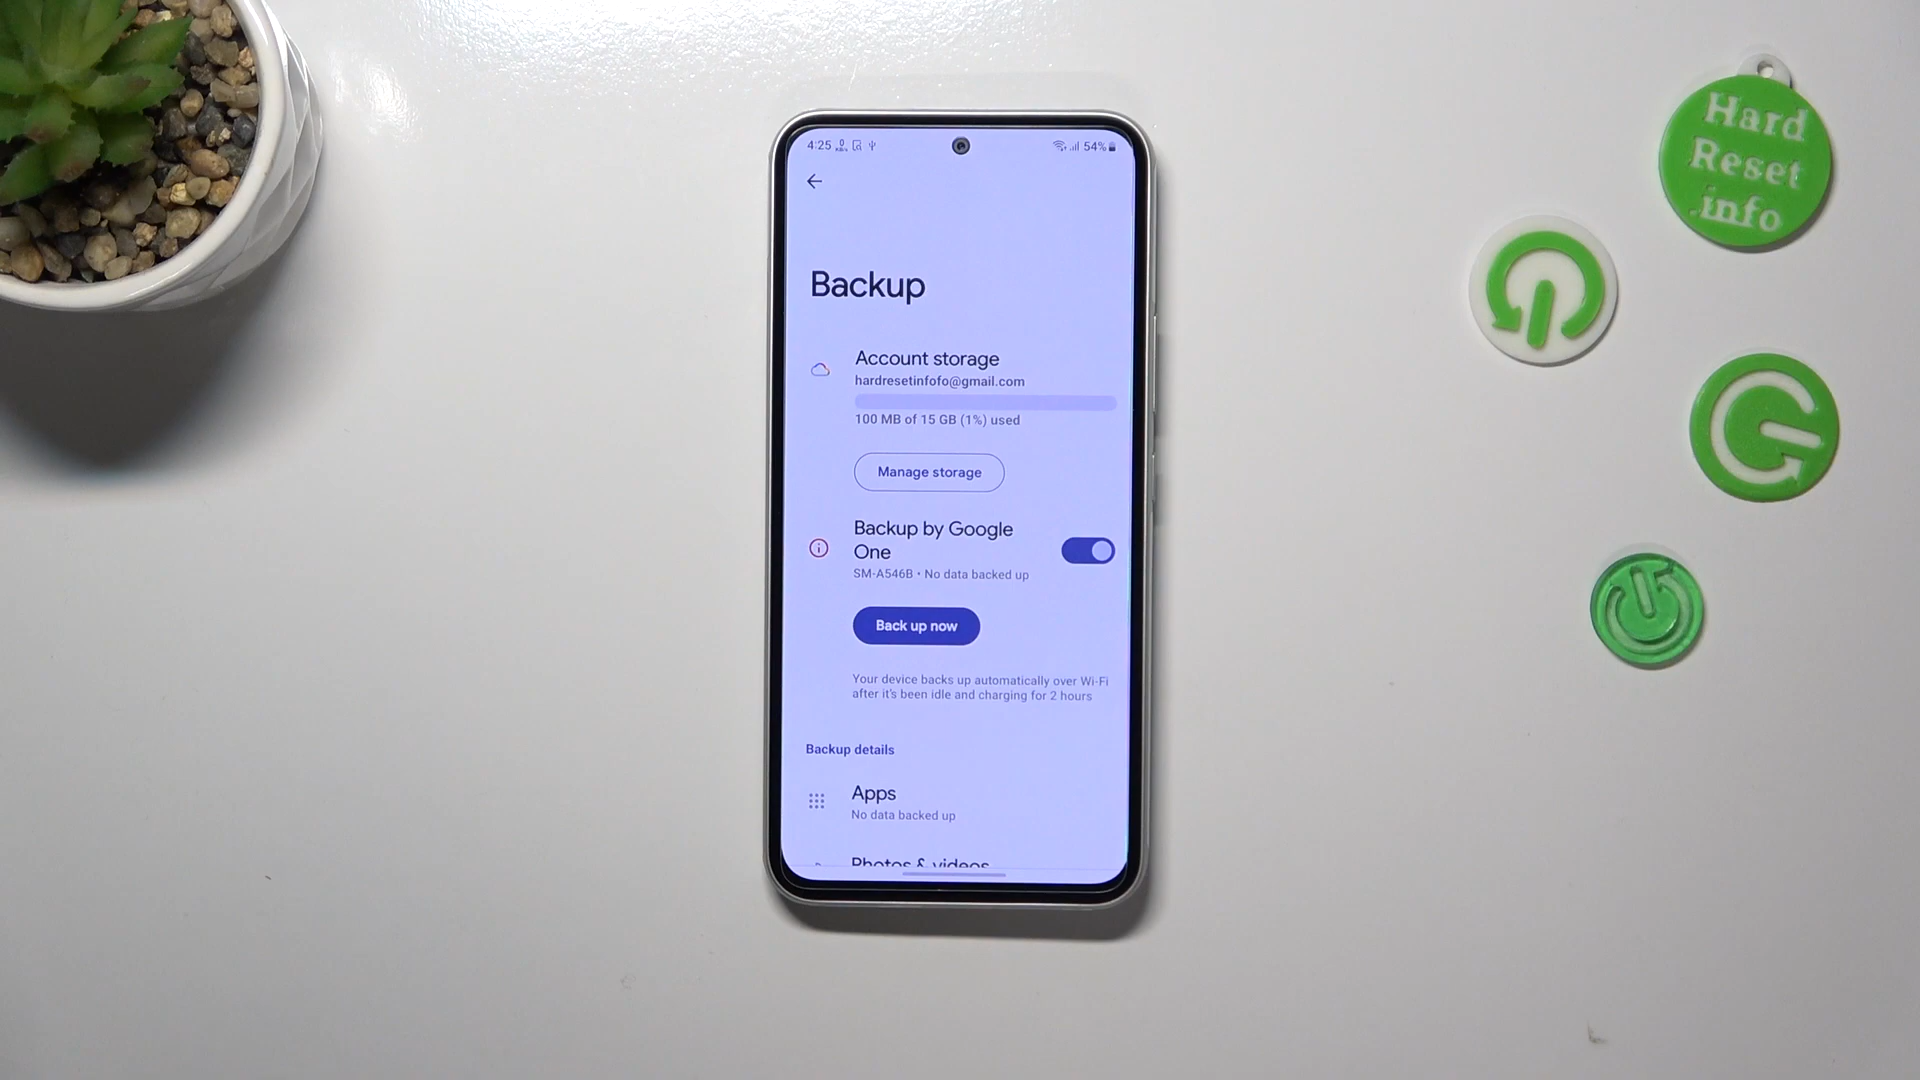 4:25
54%
Backup
Account storage
hardresetinfofo@gmail.com
100 MB of 15 GB (1%) used
Manage storage
Backup by Google
One
SM-A546B • No data backed up
Back up now
Your device backs up automatically over Wi-Fi
after it's been idle and charging for 2 hours
Backup details
Apps
No data backed up
Photos & videos
Hard
Reset
info